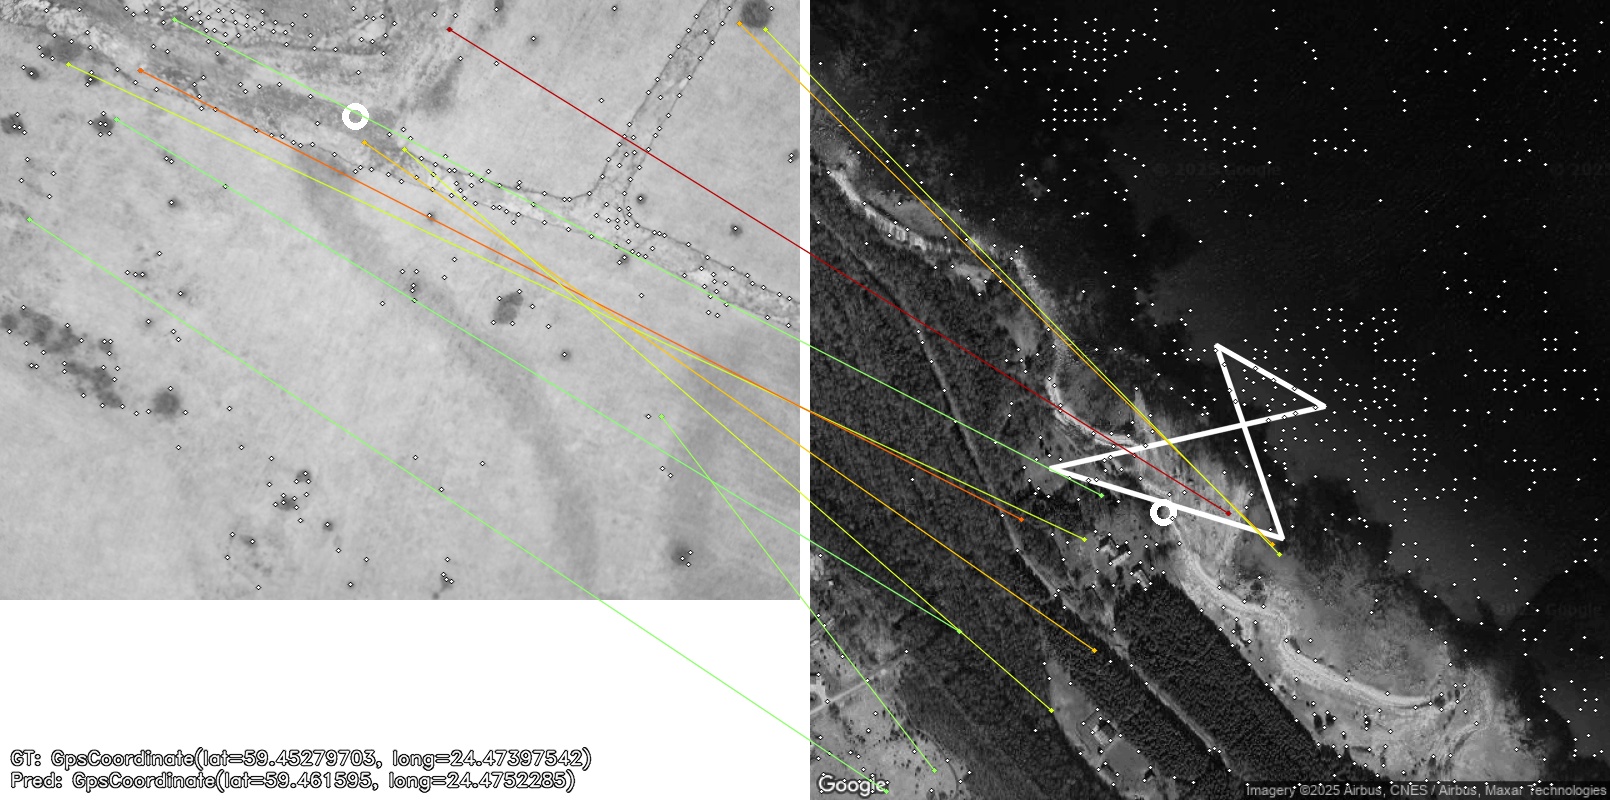 GT: GpsCoordinate(lat=59.45279703, long=24.47397542)
Pred: GpsCoordinate(lat=59.461595, long=24.4752285)
Google
Imagery ©2025 Airbus, CNES / Airbus, Maxar Technologies